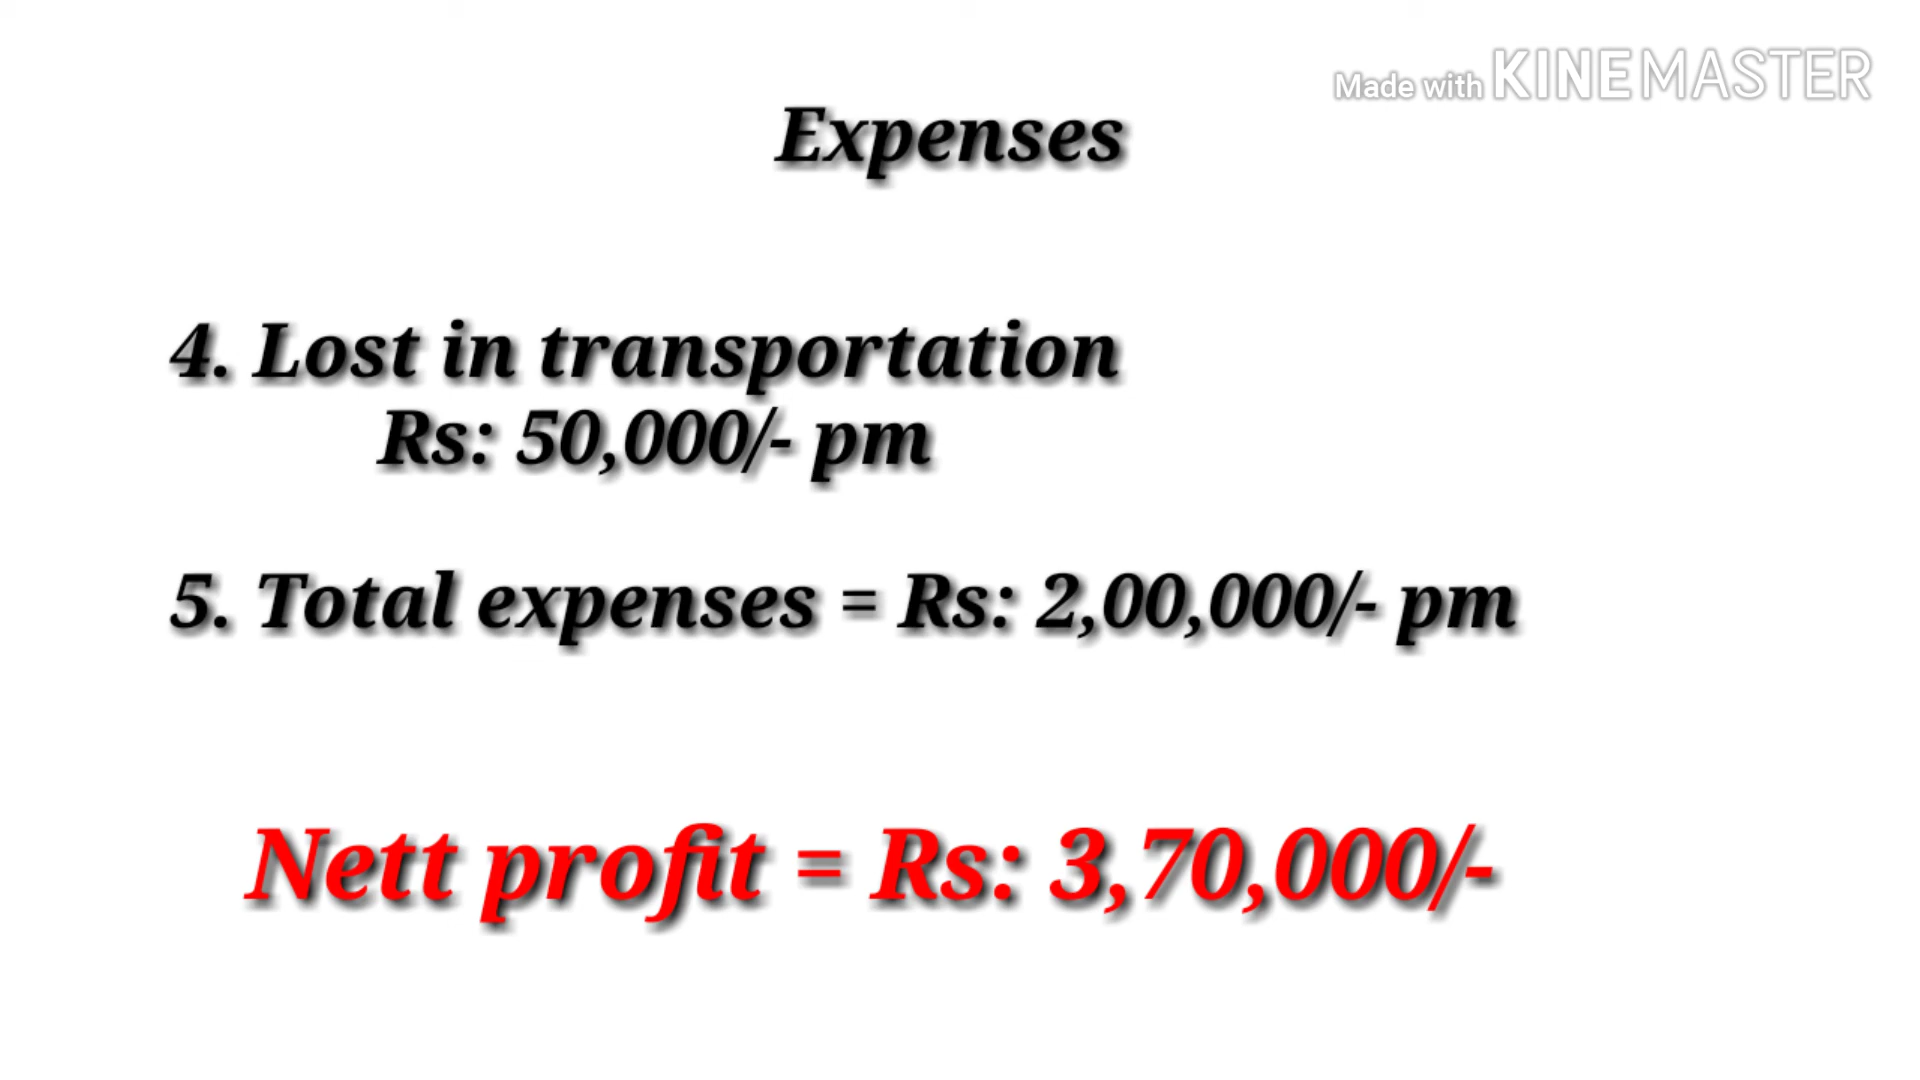 Made with KINEMASTER
Expenses
4. Lost in transportation
Rs: 50,000/- pm
5. Total expenses = Rs: 2,00,000/- pm
Nett profit = Rs: 3,70,000/-